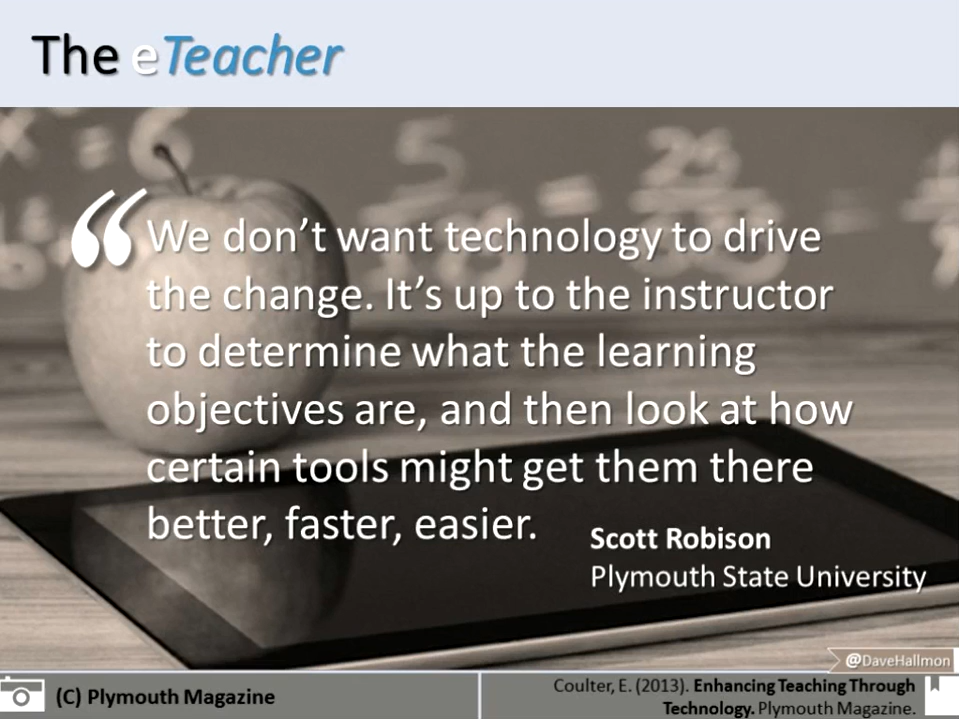 The eTeacher
“We don’t want technology to drive
the change. It’s up to the instructor
to determine what the learning
objectives are, and then look at how
certain tools might get them there
better, faster, easier.
Scott Robison
Plymouth State University
@DaveHallmon
(C) Plymouth Magazine
Coulter, E. (2013). Enhancing Teaching Through
Technology. Plymouth Magazine.